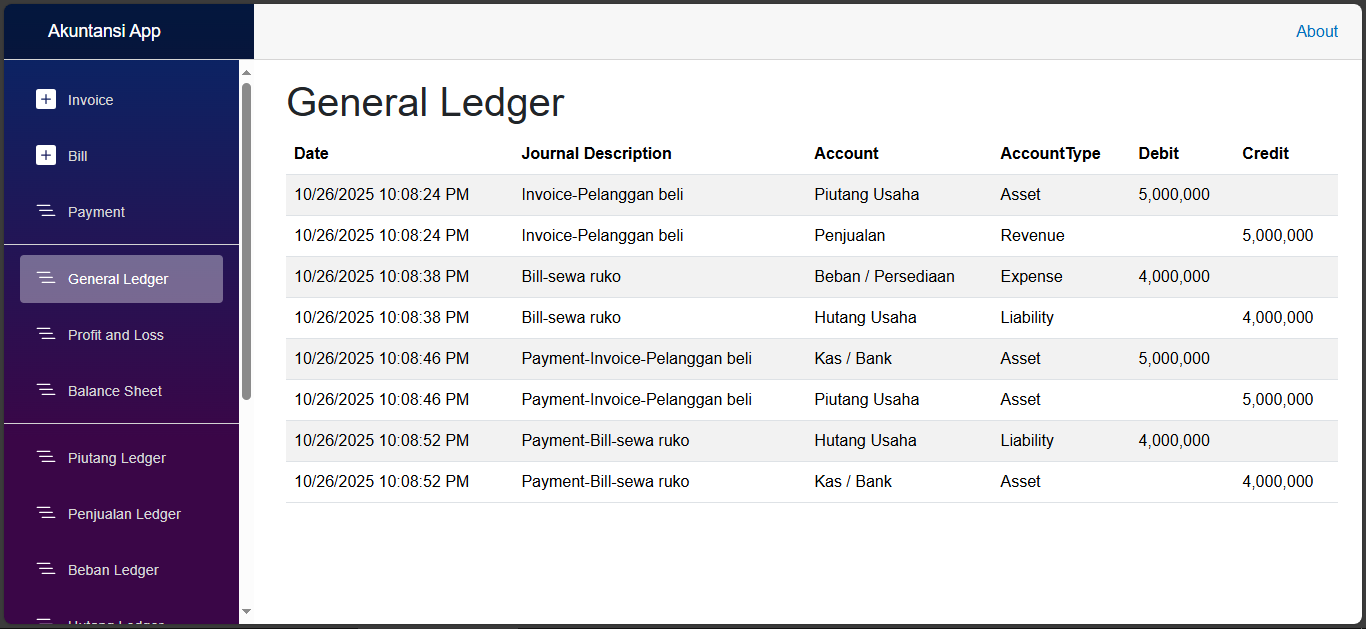 Akuntansi App
About
Invoice
Bill
Payment
General Ledger
Profit and Loss
Balance Sheet
Piutang Ledger
Penjualan Ledger
Beban Ledger
Hutang Ledger
General Ledger
Date Journal Description Account AccountType Debit Credit
10/26/2025 10:08:24 PM Invoice-Pelanggan beli Piutang Usaha Asset 5,000,000
10/26/2025 10:08:24 PM Invoice-Pelanggan beli Penjualan Revenue 5,000,000
10/26/2025 10:08:38 PM Bill-sewa ruko Beban / Persediaan Expense 4,000,000
10/26/2025 10:08:38 PM Bill-sewa ruko Hutang Usaha Liability 4,000,000
10/26/2025 10:08:46 PM Payment-Invoice-Pelanggan beli Kas / Bank Asset 5,000,000
10/26/2025 10:08:46 PM Payment-Invoice-Pelanggan beli Piutang Usaha Asset 5,000,000
10/26/2025 10:08:52 PM Payment-Bill-sewa ruko Hutang Usaha Liability 4,000,000
10/26/2025 10:08:52 PM Payment-Bill-sewa ruko Kas / Bank Asset 4,000,000